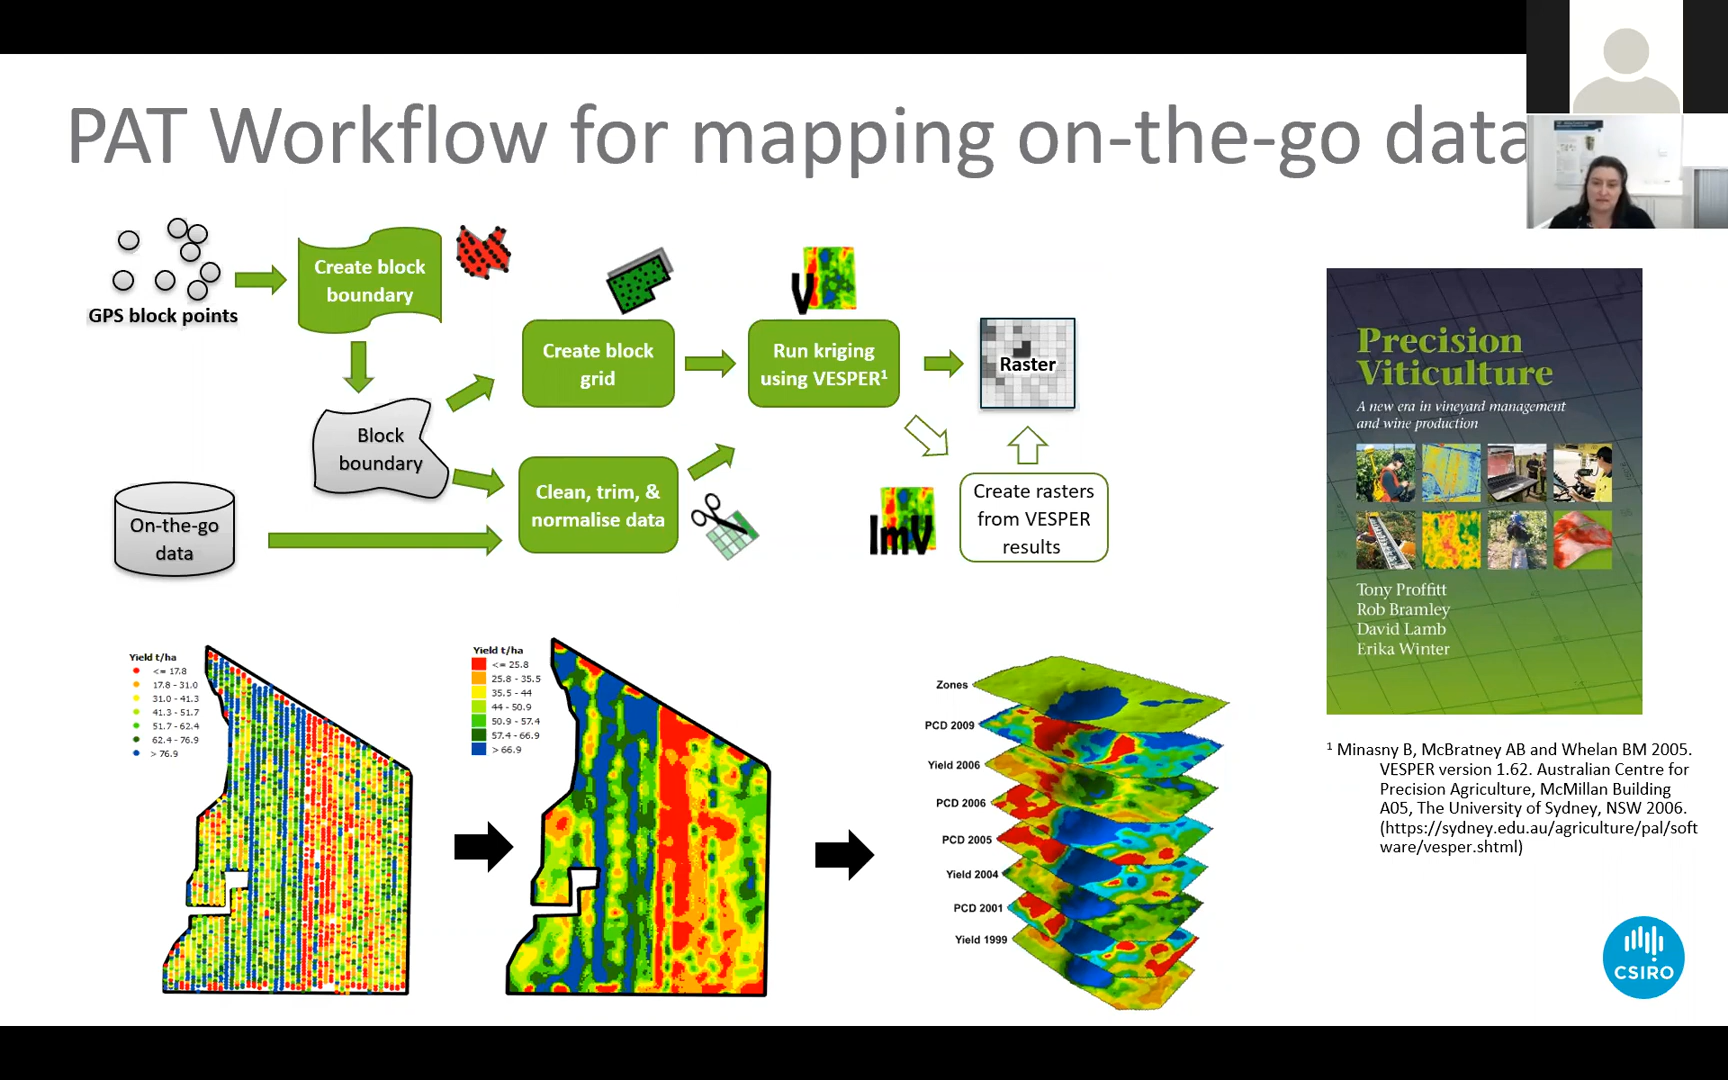 PAT Workflow for mapping on-the-go data
GPS block points
Create block
boundary
Block
boundary
On-the-go
data
Create block
grid
Clean, trim, &
normalise data
V
Run kriging
using VESPER¹
Raster
ImV
Create rasters
from VESPER
results
Yield t/ha
<= 17.8
17.8 - 31.0
31.0 - 41.3
41.3 - 51.7
51.7 - 62.4
62.4 - 76.9
> 76.9
Yield t/ha
<= 25.8
25.8 - 35.5
35.5 - 44
44 - 50.9
50.9 - 57.4
57.4 - 66.9
> 66.9
Zones
PCD 2009
Yield 2006
PCD 2006
PCD 2005
Yield 2004
PCD 2001
Yield 1999
Precision
Viticulture
A new era in vineyard management
and wine production
Tony Proffitt
Rob Bramley
David Lamb
Erika Winter
¹ Minasny B, McBratney AB and Whelan BM 2005.
VESPER version 1.62. Australian Centre for
Precision Agriculture, McMillan Building
A05, The University of Sydney, NSW 2006.
(https://sydney.edu.au/agriculture/pal/soft
ware/vesper.shtml)
CSIRO